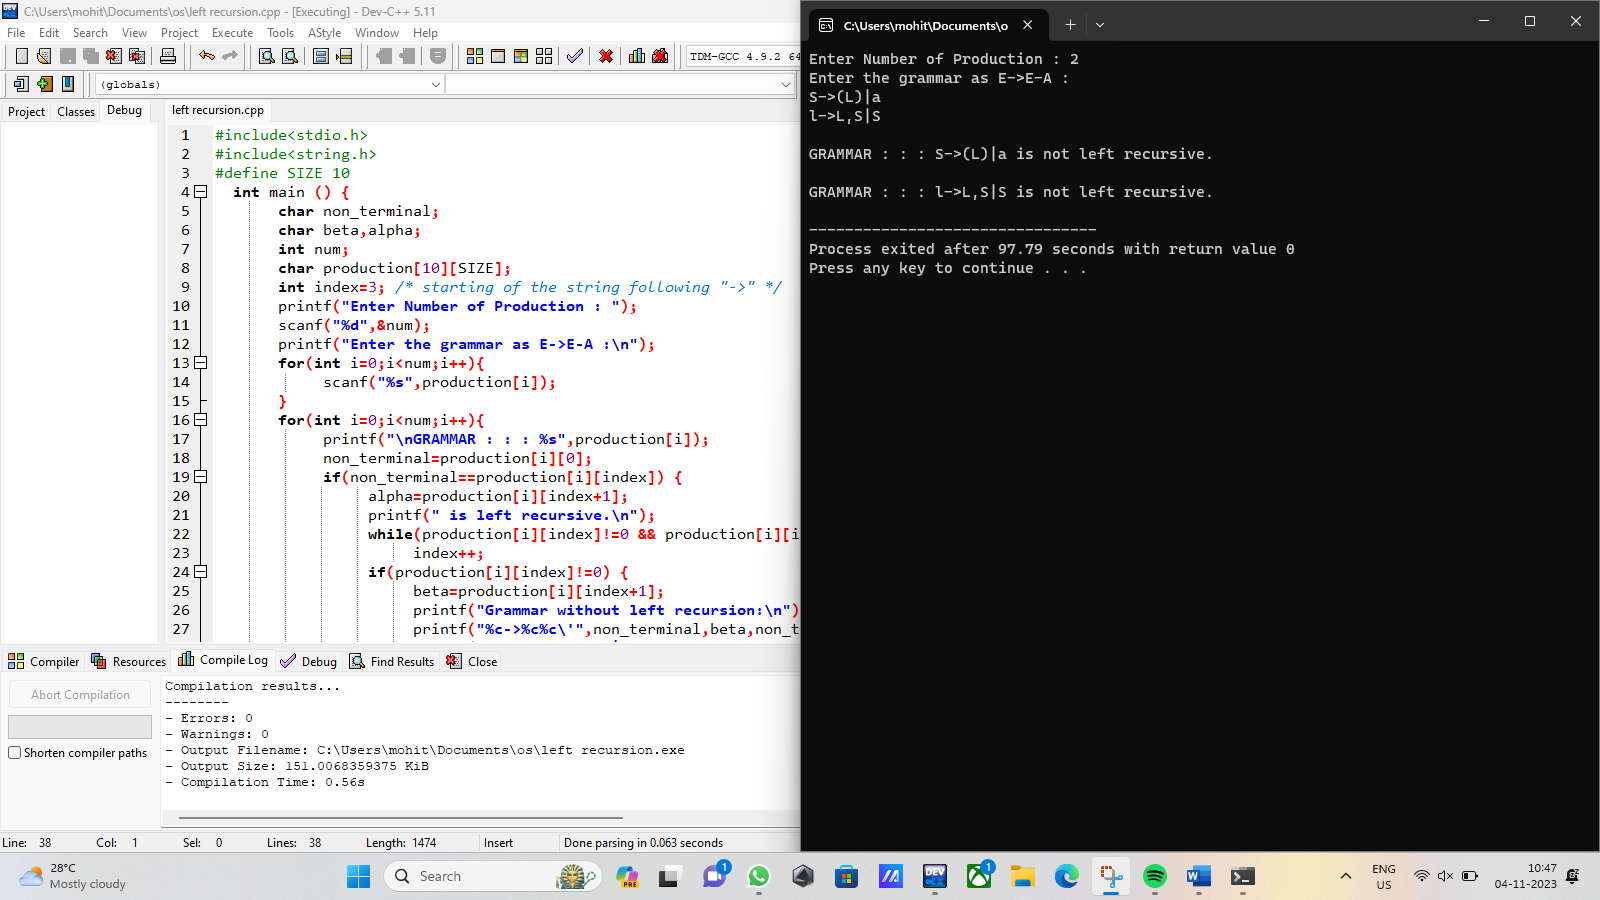 C:\Users\mohit\Documents\os\left recursion.cpp - [Executing] - Dev-C++ 5.11
File Edit Search View Project Execute Tools AStyle Window Help
TDM-GCC 4.9.2 64
(globals)
Project Classes Debug
left recursion.cpp
1 #include<stdio.h>
2 #include<string.h>
3 #define SIZE 10
4 int main () {
5 char non_terminal;
6 char beta,alpha;
7 int num;
8 char production[10][SIZE];
9 int index=3; /* starting of the string following "->" */
10 printf("Enter Number of Production : ");
11 scanf("%d",&num);
12 printf("Enter the grammar as E->E-A :\n");
13 for(int i=0;i<num;i++){
14 scanf("%s",production[i]);
15 }
16 for(int i=0;i<num;i++){
17 printf("\nGRAMMAR : : : %s",production[i]);
18 non_terminal=production[i][0];
19 if(non_terminal==production[i][index]) {
20 alpha=production[i][index+1];
21 printf(" is left recursive.\n");
22 while(production[i][index]!=0 && production[i][i
23 index++;
24 if(production[i][index]!=0) {
25 beta=production[i][index+1];
26 printf("Grammar without left recursion:\n")
27 printf("%c->%c%c\'",non_terminal,beta,non_t
Compiler Resources Compile Log Debug Find Results Close
Abort Compilation
Shorten compiler paths
Compilation results...
--------
- Errors: 0
- Warnings: 0
- Output Filename: C:\Users\mohit\Documents\os\left recursion.exe
- Output Size: 151.0068359375 KiB
- Compilation Time: 0.56s
Line: 38 Col: 1 Sel: 0 Lines: 38 Length: 1474 Insert Done parsing in 0.063 seconds
C:\Users\mohit\Documents\o
Enter Number of Production : 2
Enter the grammar as E->E-A :
S->(L)|a
l->L,S|S
GRAMMAR : : : S->(L)|a is not left recursive.
GRAMMAR : : : l->L,S|S is not left recursive.
--------------------------------
Process exited after 97.79 seconds with return value 0
Press any key to continue . . .
28°C
Mostly cloudy
Search
PRE
1
DEV
1
ENG
US
10:47
04-11-2023